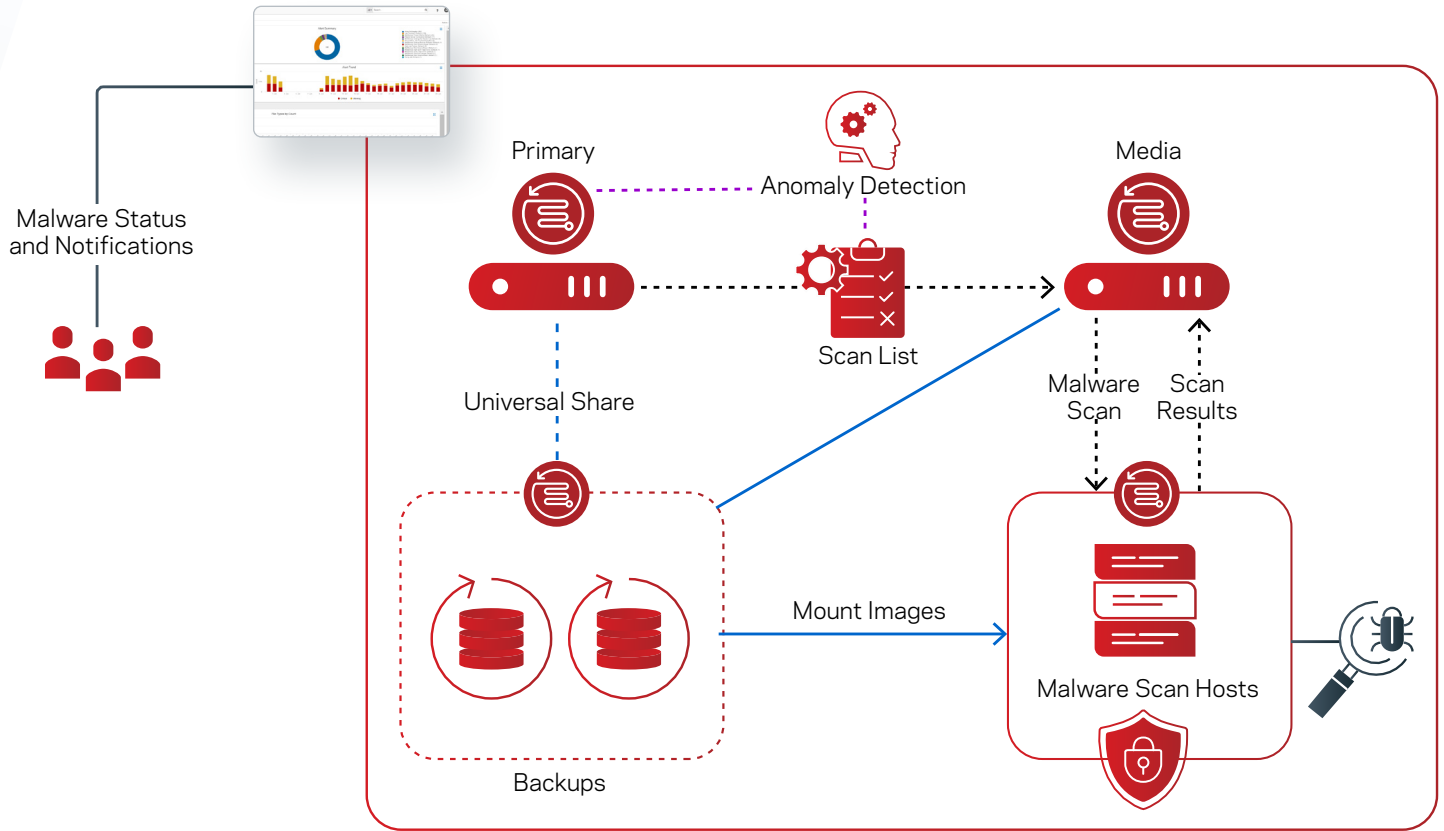 Primary
Media
Anomaly Detection
Malware Status
and Notifications
Scan List
Universal Share
Malware
Scan
Scan
Results
Mount Images
Malware Scan Hosts
Backups